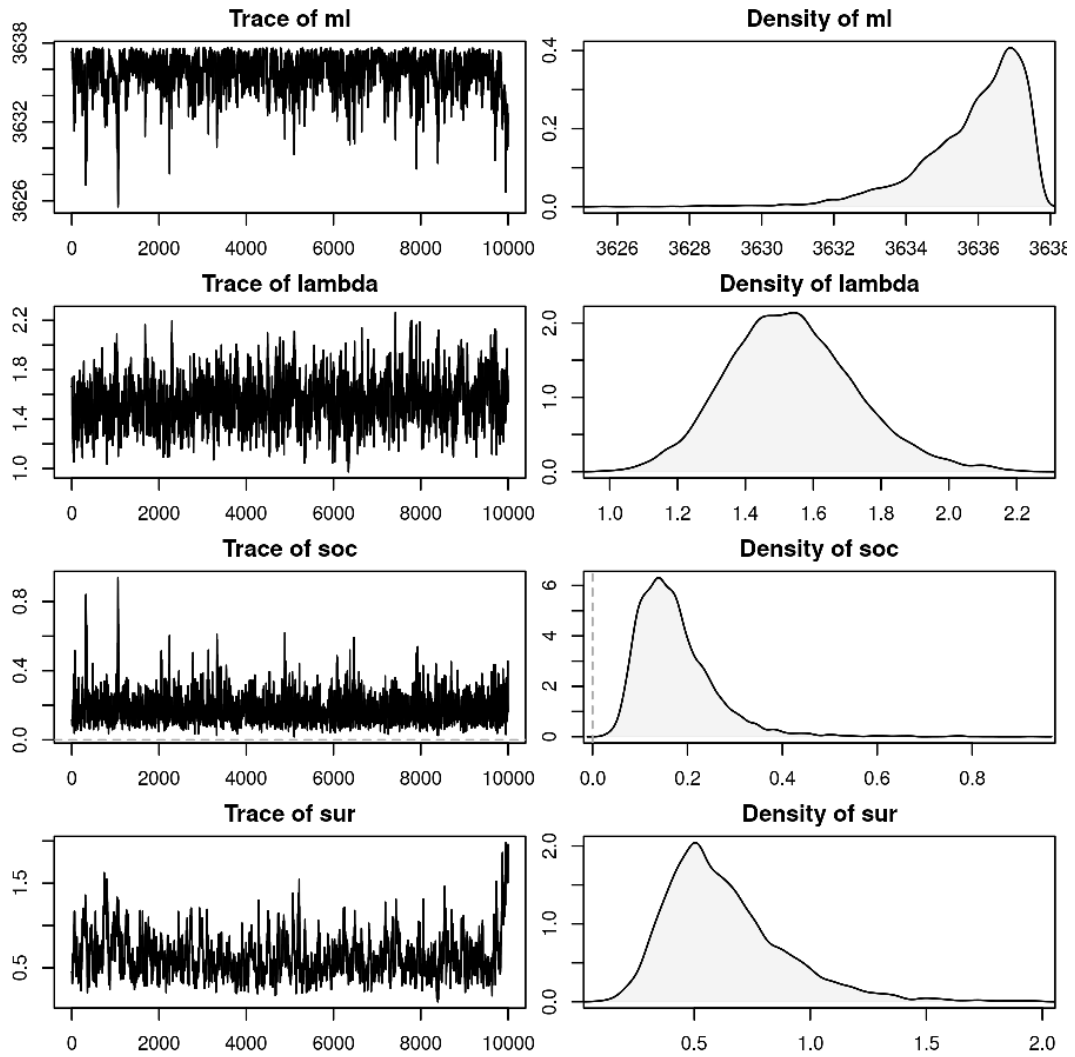 Trace of ml
3638
3632
3626
0 2000 4000 6000 8000 10000
Density of ml
0.4
0.2
0.0
3626 3628 3630 3632 3634 3636 3638
Trace of lambda
2.2
1.8
1.4
1.0
0 2000 4000 6000 8000 10000
Density of lambda
2.0
1.0
0.0
1.0 1.2 1.4 1.6 1.8 2.0 2.2
Trace of soc
0.8
0.4
0.0
0 2000 4000 6000 8000 10000
Density of soc
6
4
2
0
0.0 0.2 0.4 0.6 0.8
Trace of sur
1.5
0.5
0 2000 4000 6000 8000 10000
Density of sur
2.0
1.0
0.0
0.5 1.0 1.5 2.0